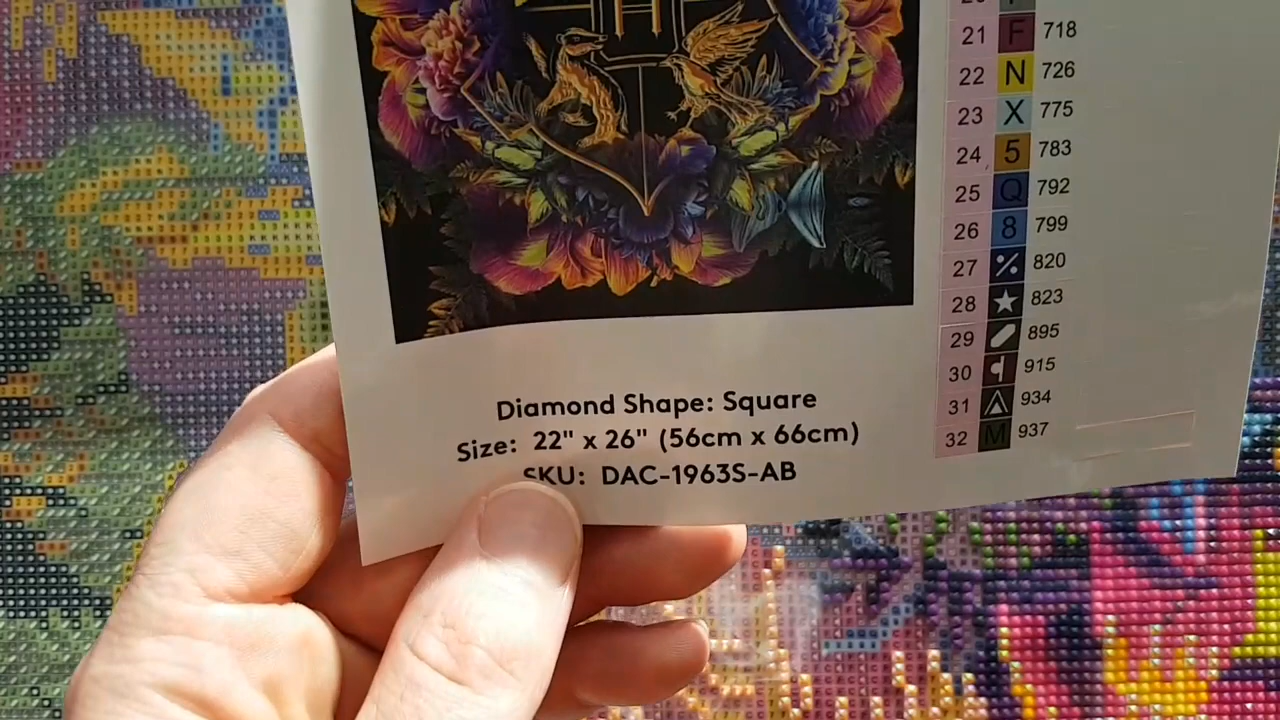 21 F 718
22 N 726
23 X 775
24 5 783
25 Q 792
26 8 799
27 ٪ 820
28 ★ 823
29 895
30 915
31 934
32 M 937
Diamond Shape: Square
Size: 22" x 26" (56cm x 66cm)
SKU: DAC-1963S-AB